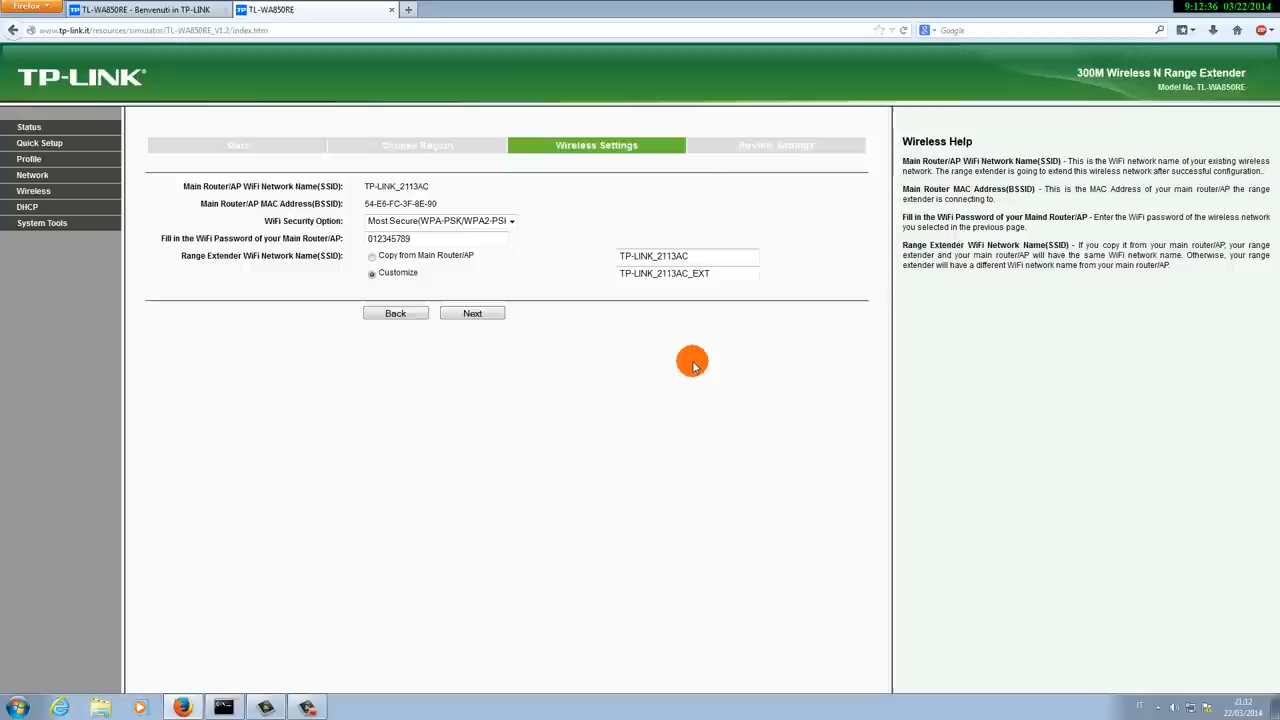 Firefox
TL-WA850RE - Benvenuti in TP-LINK
TL-WA850RE
9:12:36 03/22/2014
www.tp-link.it/resources/simulator/TL-WA850RE_V1.2/index.htm
Google
TP-LINK®
300M Wireless N Range Extender
Model No. TL-WA850RE
Status
Quick Setup
Profile
Network
Wireless
DHCP
System Tools
Start
Choose Region
Wireless Settings
Review Settings
Main Router/AP WiFi Network Name(SSID): TP-LINK_2113AC
Main Router/AP MAC Address(BSSID): 54-E6-FC-3F-8E-90
WiFi Security Option: Most Secure(WPA-PSK/WPA2-PSK
Fill in the WiFi Password of your Main Router/AP: 012345789
Range Extender WiFi Network Name(SSID): Copy from Main Router/AP TP-LINK_2113AC
Customize TP-LINK_2113AC_EXT
Back
Next
Wireless Help
Main Router/AP WiFi Network Name(SSID) - This is the WiFi network name of your existing wireless
network. The range extender is going to extend this wireless network after successful configuration..
Main Router MAC Address(BSSID) - This is the MAC Address of your main router/AP the range
extender is connecting to.
Fill in the WiFi Password of your Maind Router/AP - Enter the WiFi password of the wireless network
you selected in the previous page.
Range Extender WiFi Network Name(SSID) - If you copy it from your main router/AP, your range
extender and your main router/AP will have the same WiFi network name. Otherwise, your range
extender will have a different WiFi network name from your main router/AP.
IT
21:12
22/03/2014